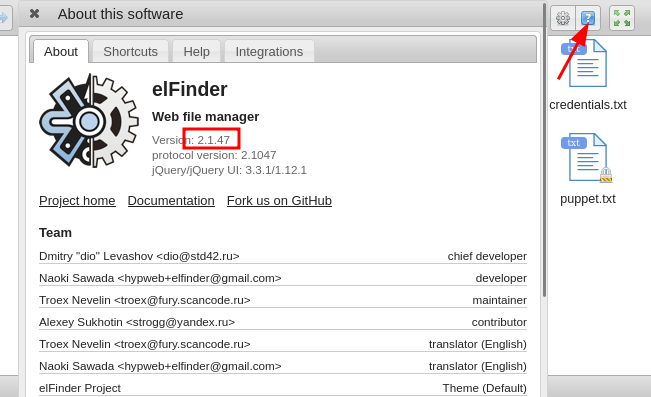 About this software
About Shortcuts Help Integrations
elFinder
Web file manager
Version: 2.1.47
protocol version: 2.1047
jQuery/jQuery UI: 3.3.1/1.12.1
Project home Documentation Fork us on GitHub
Team
Dmitry "dio" Levashov <dio@std42.ru> chief developer
Naoki Sawada <hypweb+elfinder@gmail.com> developer
Troex Nevelin <troex@fury.scancode.ru> maintainer
Alexey Sukhotin <strogg@yandex.ru> contributor
Troex Nevelin <troex@fury.scancode.ru> translator (English)
Naoki Sawada <hypweb+elfinder@gmail.com> translator (English)
elFinder Project Theme (Default)
?
txt
credentials.txt
txt
puppet.txt